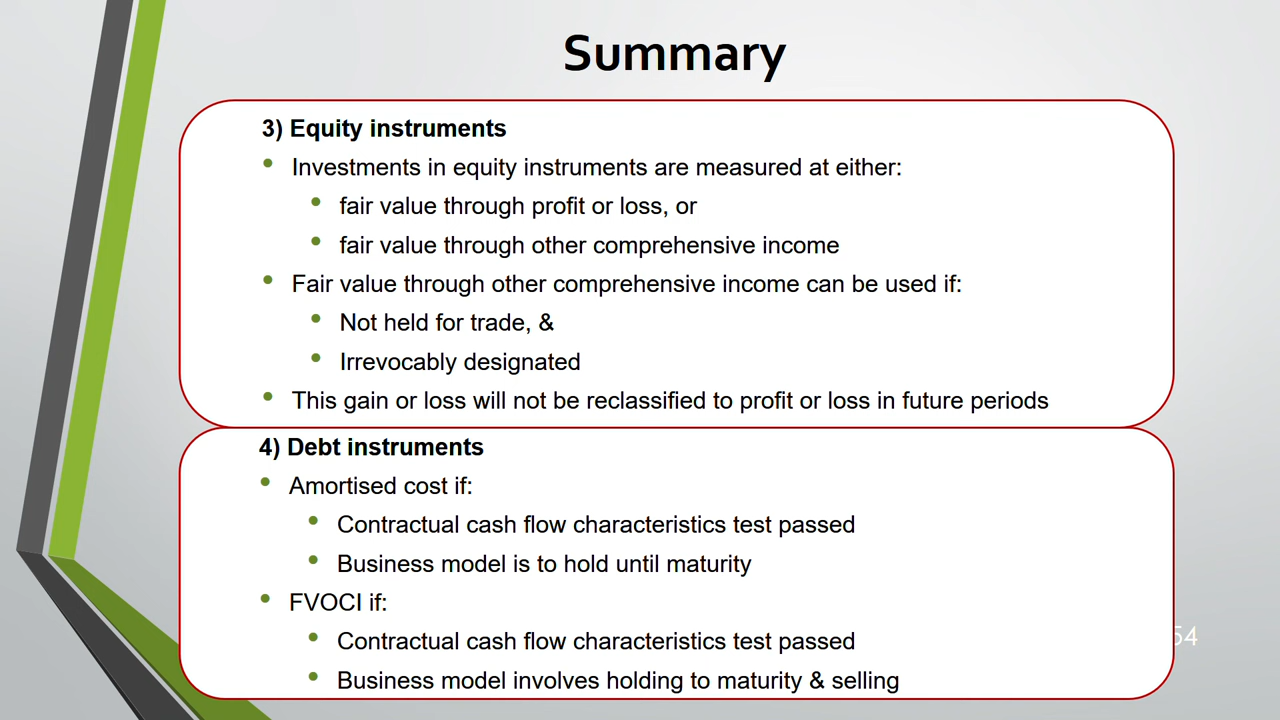 Summary
3) Equity instruments
• Investments in equity instruments are measured at either:
• fair value through profit or loss, or
• fair value through other comprehensive income
• Fair value through other comprehensive income can be used if:
• Not held for trade, &
• Irrevocably designated
• This gain or loss will not be reclassified to profit or loss in future periods
4) Debt instruments
• Amortised cost if:
• Contractual cash flow characteristics test passed
• Business model is to hold until maturity
• FVOCI if:
• Contractual cash flow characteristics test passed
54
• Business model involves holding to maturity & selling